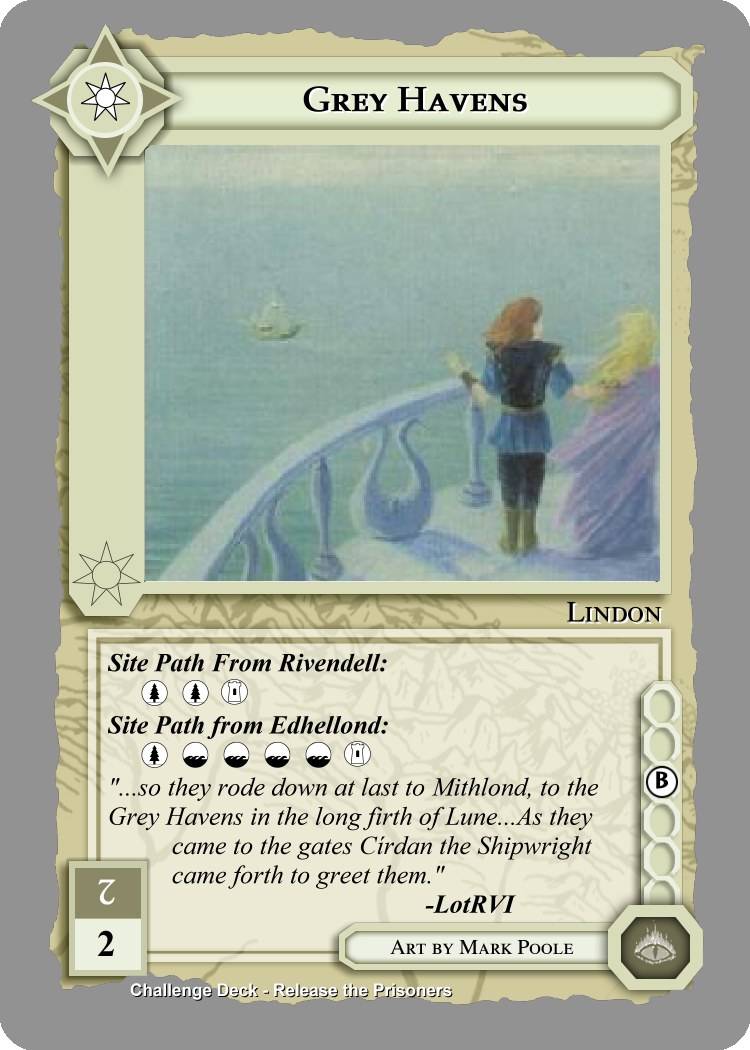 Grey Havens
Lindon
Site Path From Rivendell:
Site Path from Edhellond:
"...so they rode down at last to Mithlond, to the
Grey Havens in the long firth of Lune...As they
came to the gates Círdan the Shipwright
came forth to greet them."
-LotRVI
B
2
2
Art by Mark Poole
Challenge Deck - Release the Prisoners